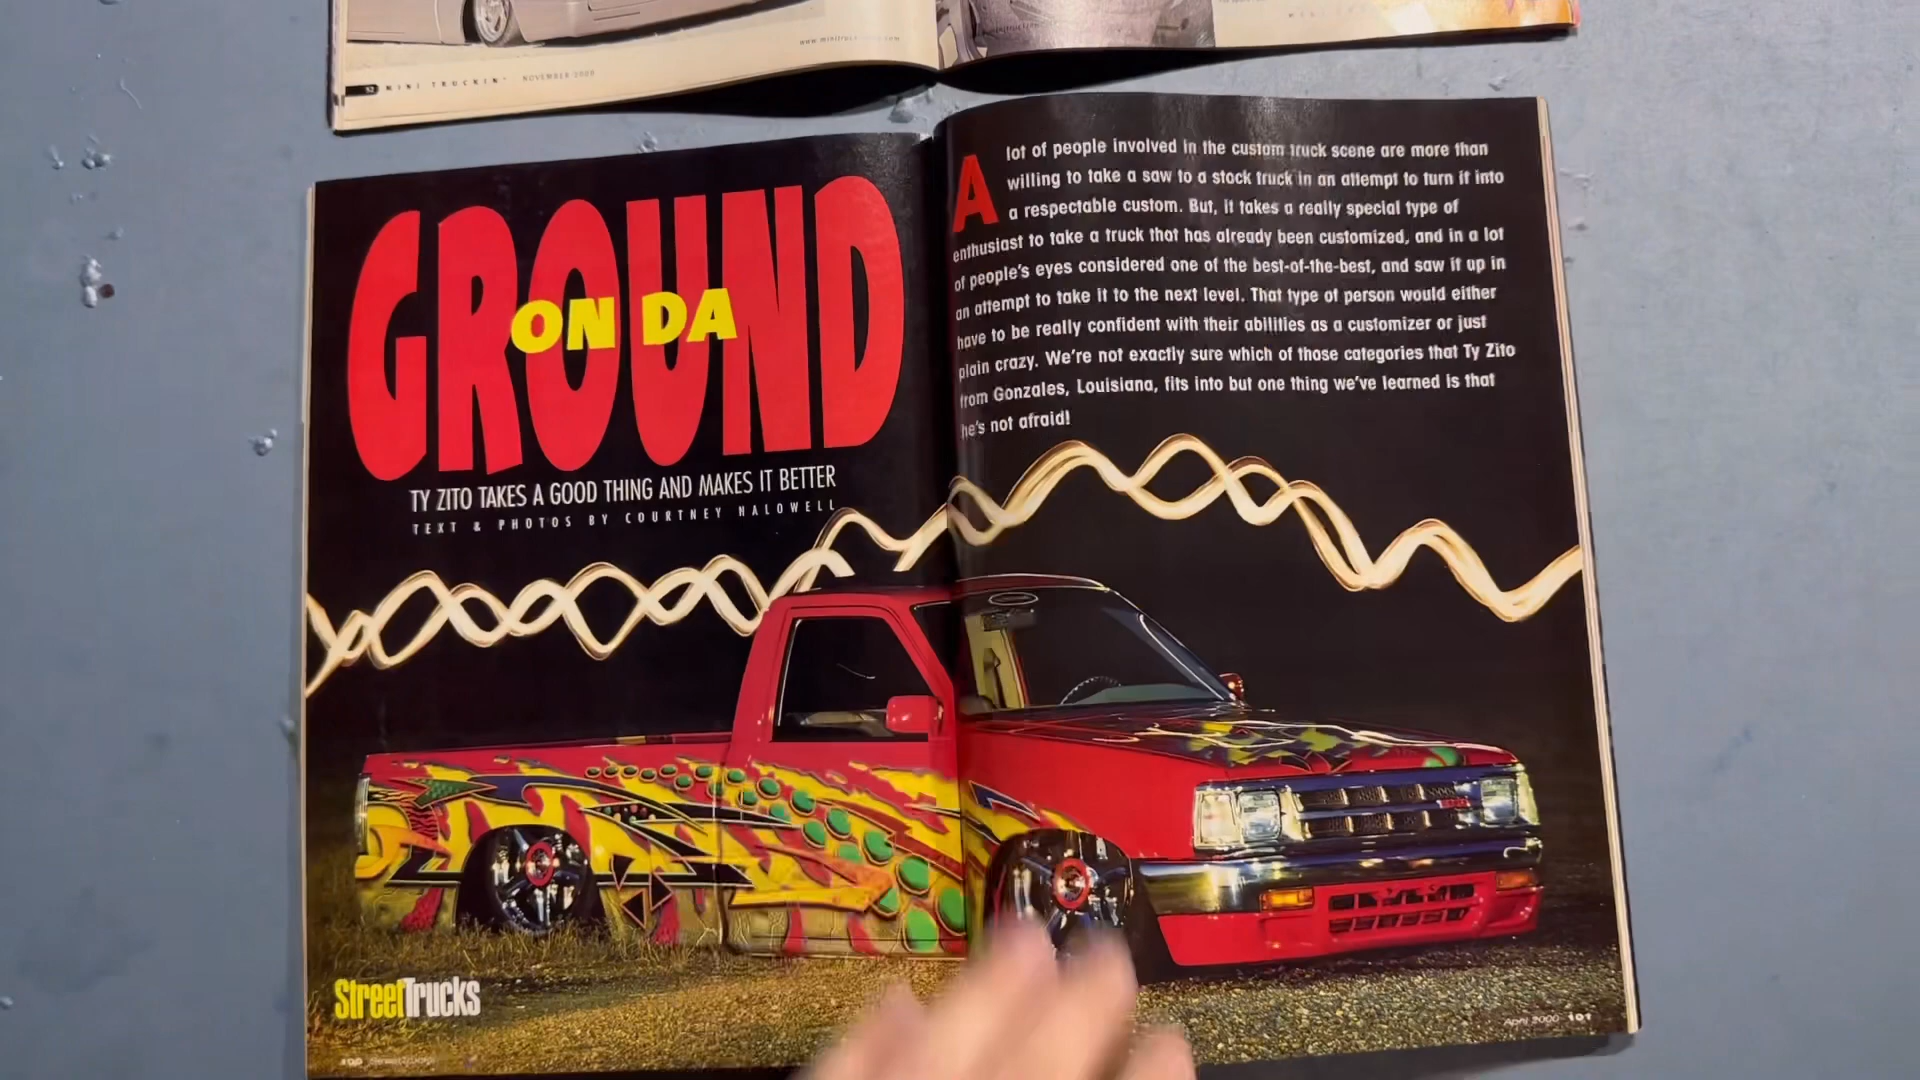 52 MINI TRUCKIN' NOVEMBER 2000
GROUND
ON DA
TY ZITO TAKES A GOOD THING AND MAKES IT BETTER
TEXT & PHOTOS BY COURTNEY HALOWELL
A lot of people involved in the custom truck scene are more than
willing to take a saw to a stock truck in an attempt to turn it into
a respectable custom. But, it takes a really special type of
enthusiast to take a truck that has already been customized, and in a lot
of people's eyes considered one of the best-of-the-best, and saw it up in
an attempt to take it to the next level. That type of person would either
have to be really confident with their abilities as a customizer or just
plain crazy. We're not exactly sure which of those categories that Ty Zito
from Gonzales, Louisiana, fits into but one thing we've learned is that
he's not afraid!
StreetTrucks
100
April 2000 101